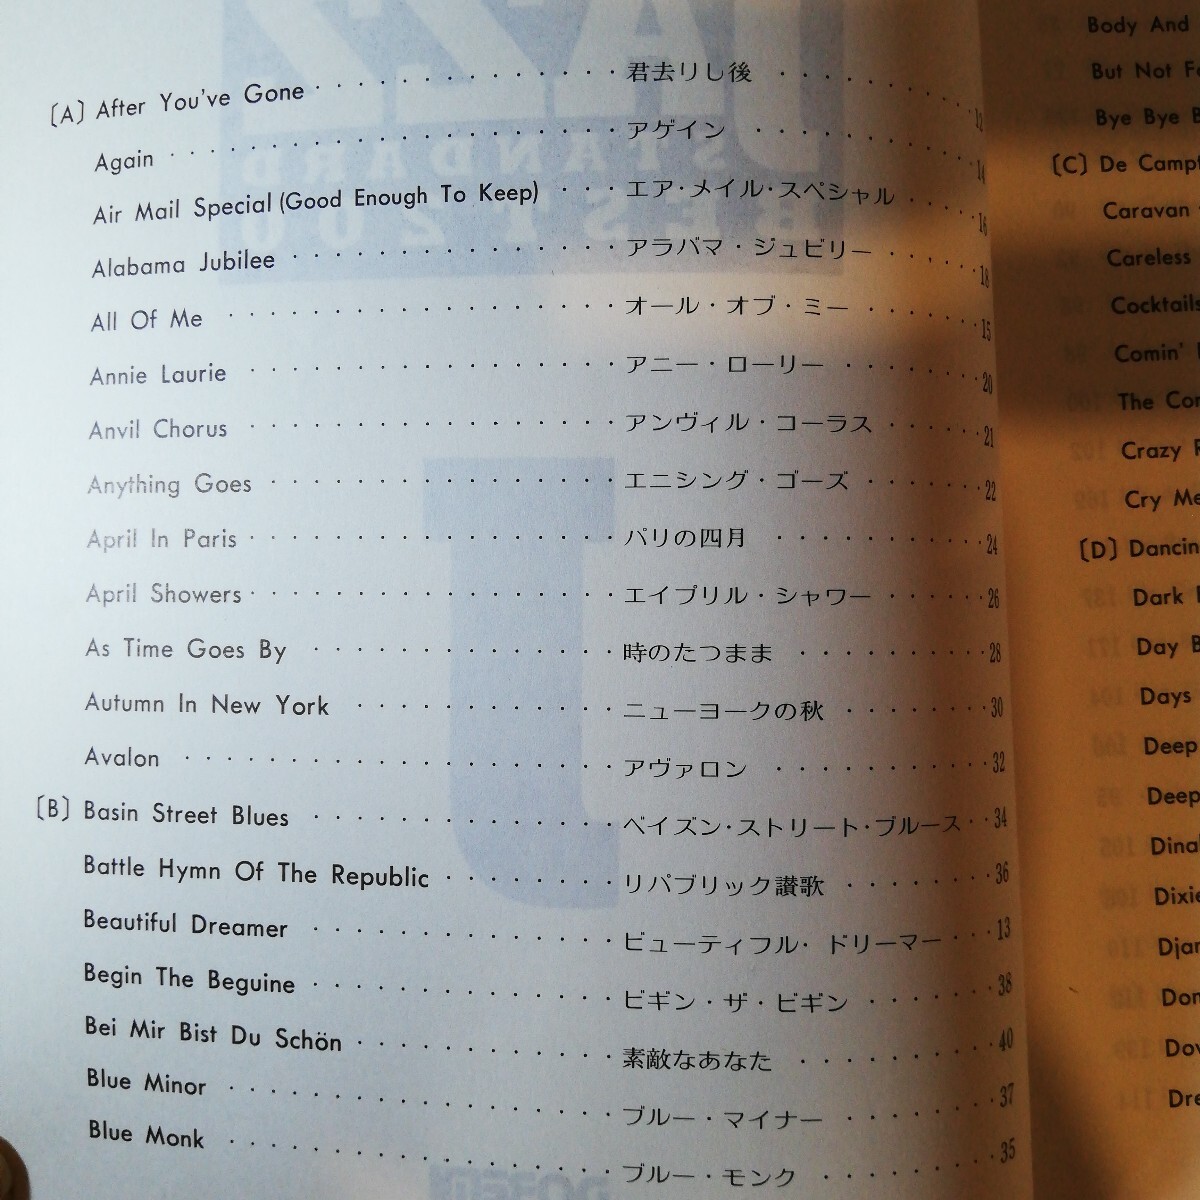 〔A〕After You've Gone ・・・ 君去りし後 ・・・ 12
Again ・・・ アゲイン ・・・ 14
Air Mail Special (Good Enough To Keep) ・・・ エア・メイル・スペシャル ・・・ 16
Alabama Jubilee ・・・ アラバマ・ジュビリー ・・・ 18
All Of Me ・・・ オール・オブ・ミー ・・・ 15
Annie Laurie ・・・ アニー・ローリー ・・・ 20
Anvil Chorus ・・・ アンヴィル・コーラス ・・・ 21
Anything Goes ・・・ エニシング・ゴーズ ・・・ 22
April In Paris ・・・ パリの四月 ・・・ 24
April Showers ・・・ エイプリル・シャワー ・・・ 26
As Time Goes By ・・・ 時のたつまま ・・・ 28
Autumn In New York ・・・ ニューヨークの秋 ・・・ 30
Avalon ・・・ アヴァロン ・・・ 32
〔B〕Basin Street Blues ・・・ ベイズン・ストリート・ブルース ・・・ 34
Battle Hymn Of The Republic ・・・ リパブリック讃歌 ・・・ 36
Beautiful Dreamer ・・・ ビューティフル・ドリーマー ・・・ 13
Begin The Beguine ・・・ ビギン・ザ・ビギン ・・・ 38
Bei Mir Bist Du Schön ・・・ 素敵なあなた ・・・ 40
Blue Minor ・・・ ブルー・マイナー ・・・ 37
Blue Monk ・・・ ブルー・モンク ・・・ 35
Body And
But Not
Bye Bye
〔C〕De Camp
Caravan
Careless
Cocktails
Comin'
The
Crazy
Cry Me
〔D〕
Dark
Day
Days
Deep
Deep